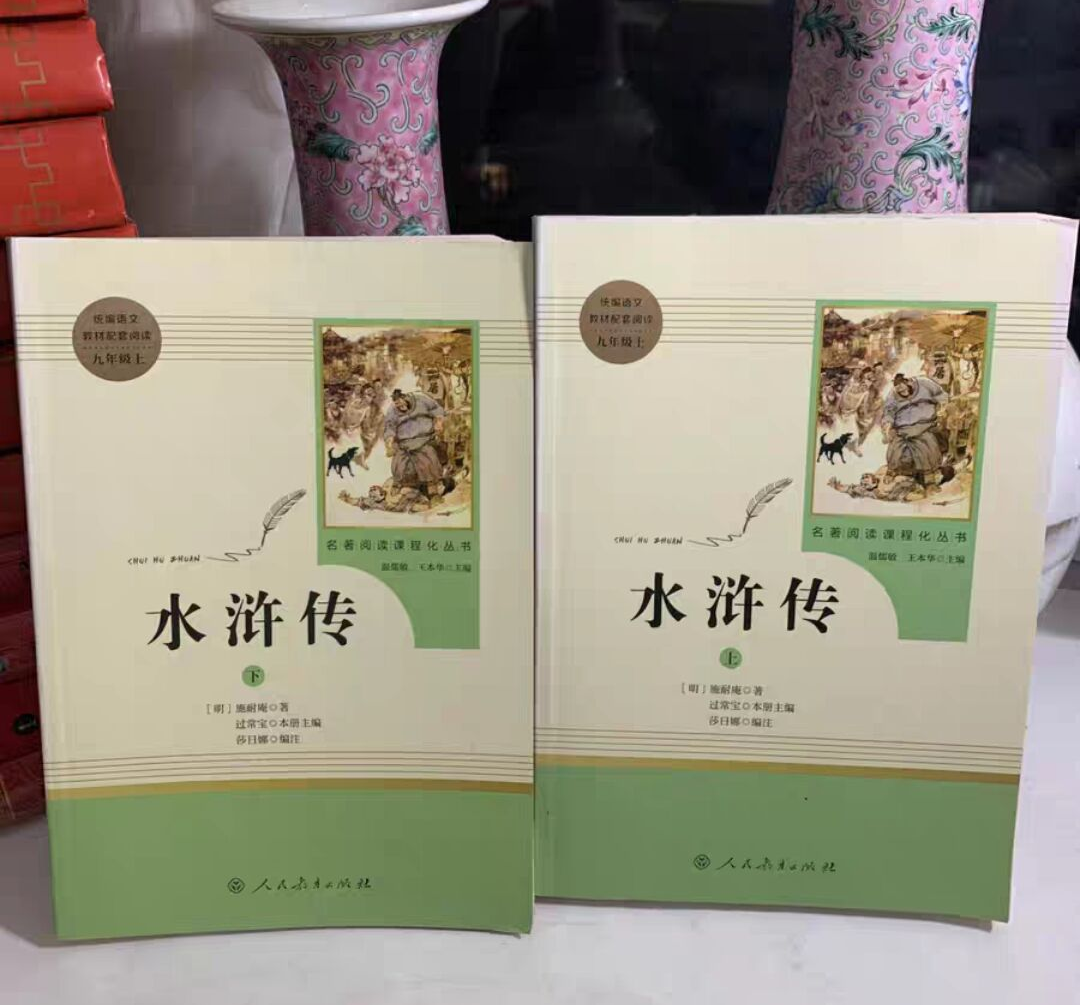 统编语文
教材配套阅读
九年级上
名著阅读课程化丛书
温儒敏 王本华◎主编
SHUI HU ZHUAN
水浒传
下
[明]施耐庵◎著
过常宝◎本册主编
莎日娜◎编注
人民教育出版社
统编语文
教材配套阅读
九年级上
名著阅读课程化丛书
温儒敏 王本华◎主编
SHUI HU ZHUAN
水浒传
上
[明]施耐庵◎著
过常宝◎本册主编
莎日娜◎编注
人民教育出版社